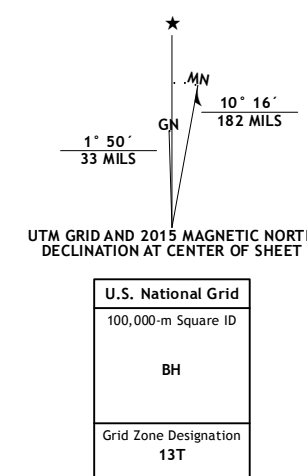 ★
MN
GN
10° 16´
182 MILS
1° 50´
33 MILS
UTM GRID AND 2015 MAGNETIC NORT
DECLINATION AT CENTER OF SHEET
U.S. National Grid
100,000-m Square ID
BH
Grid Zone Designation
13T